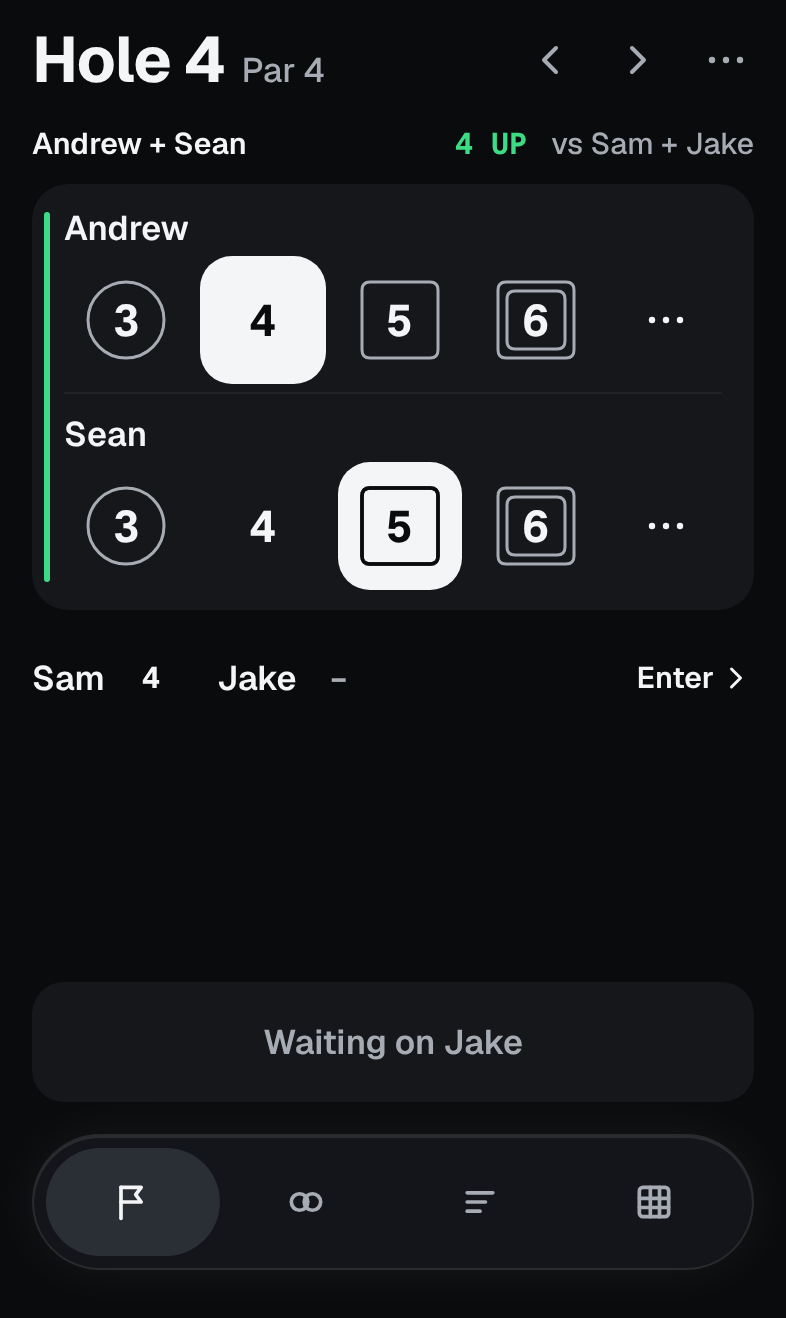 Hole 4 Par 4
Andrew + Sean 4 UP vs Sam + Jake
Andrew
3 4 5 6 ...
Sean
3 4 5 6 ...
Sam 4 Jake – Enter >
Waiting on Jake